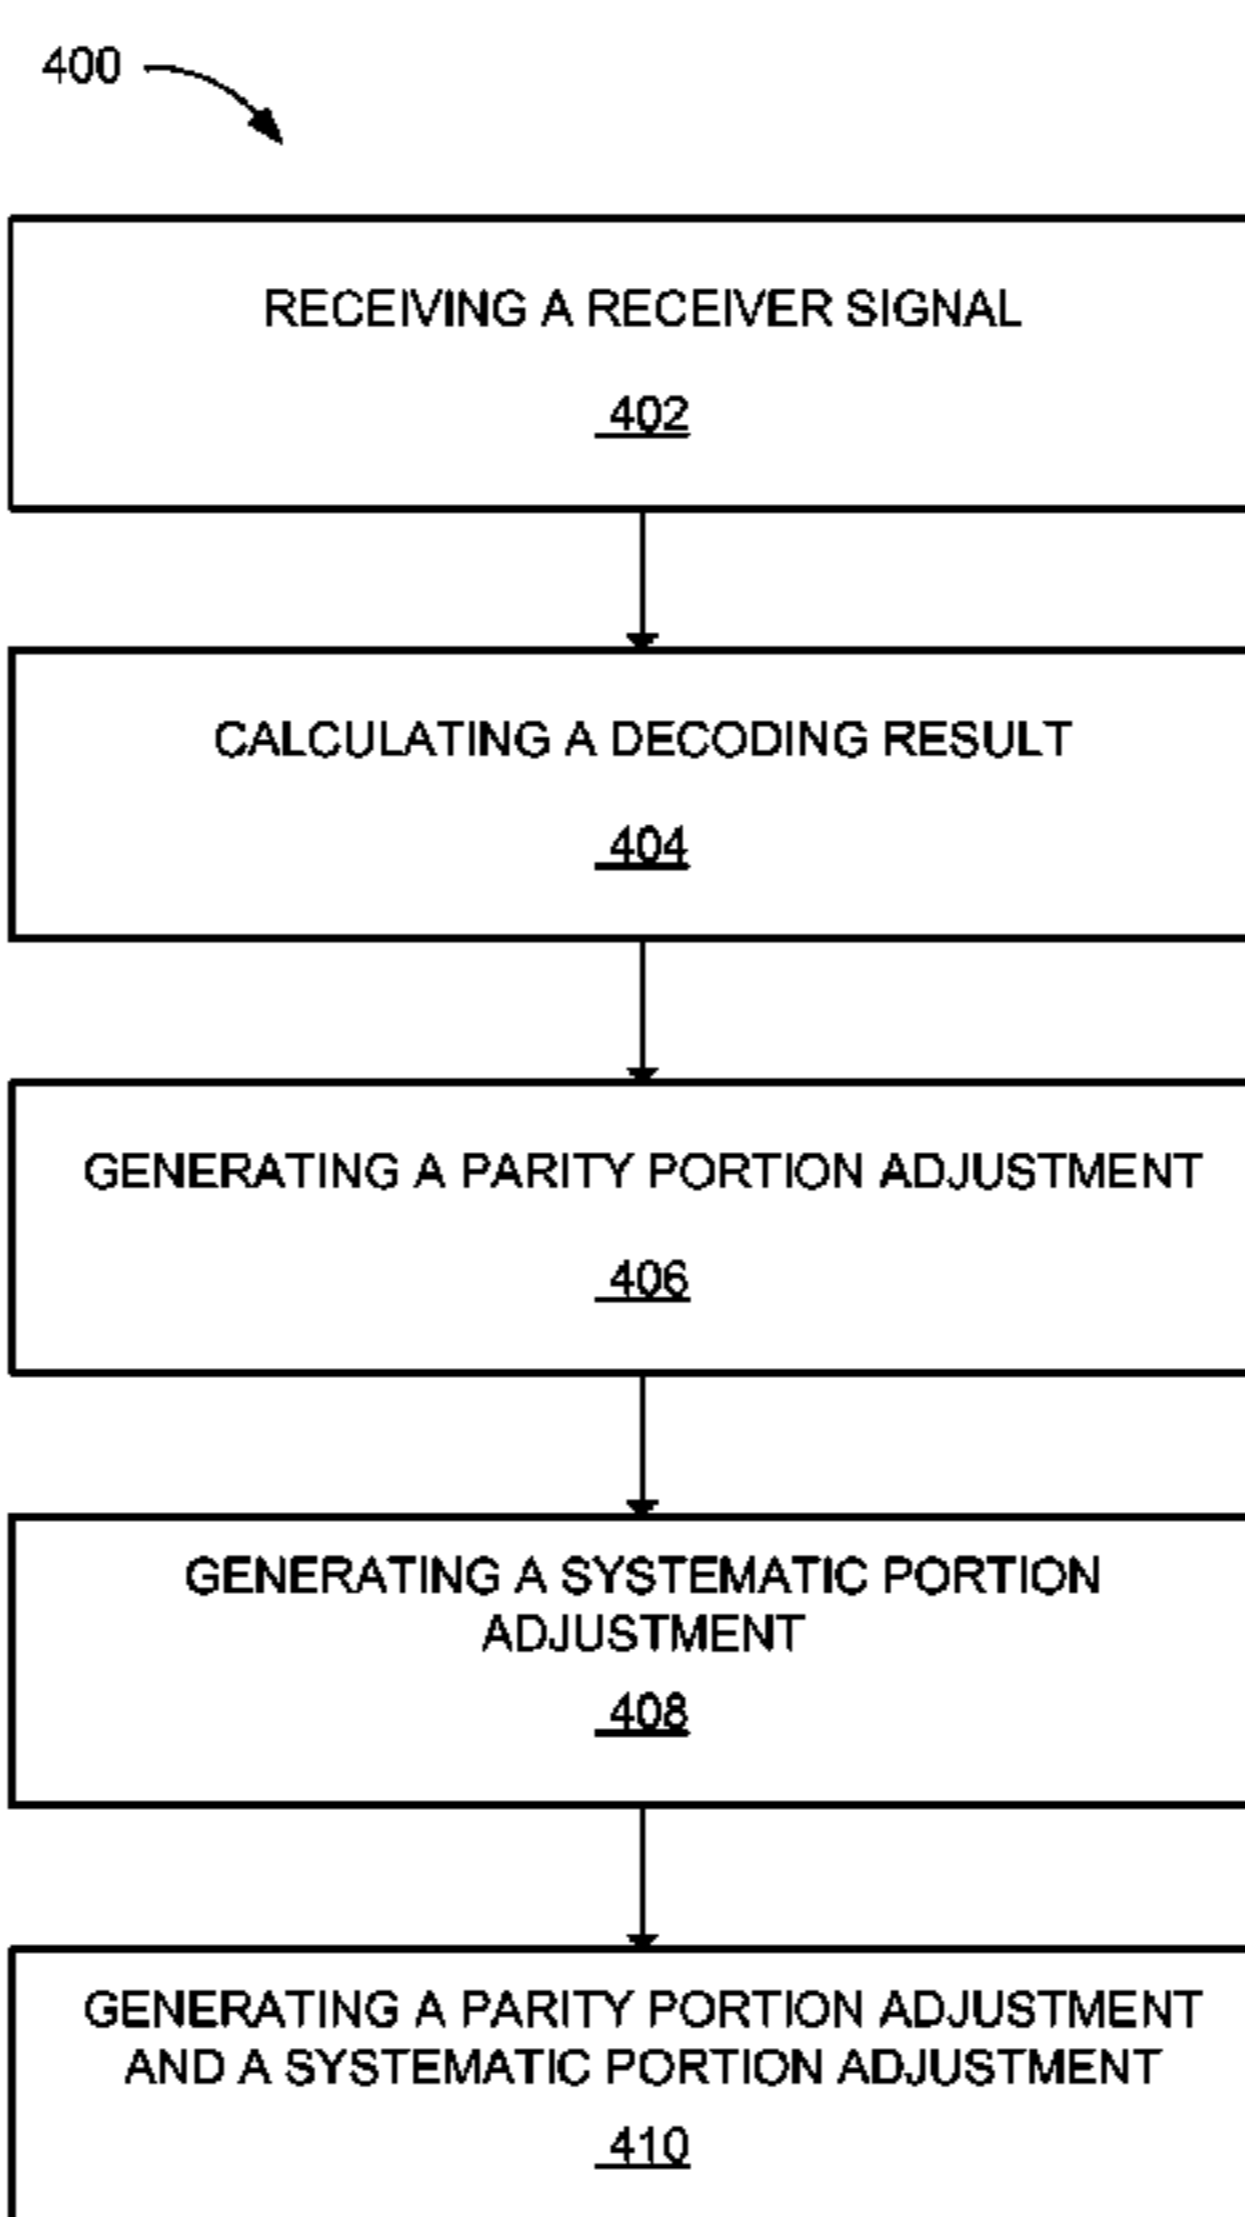 400
RECEIVING A RECEIVER SIGNAL
402
CALCULATING A DECODING RESULT
404
GENERATING A PARITY PORTION ADJUSTMENT
406
GENERATING A SYSTEMATIC PORTION
ADJUSTMENT
408
GENERATING A PARITY PORTION ADJUSTMENT
AND A SYSTEMATIC PORTION ADJUSTMENT
410